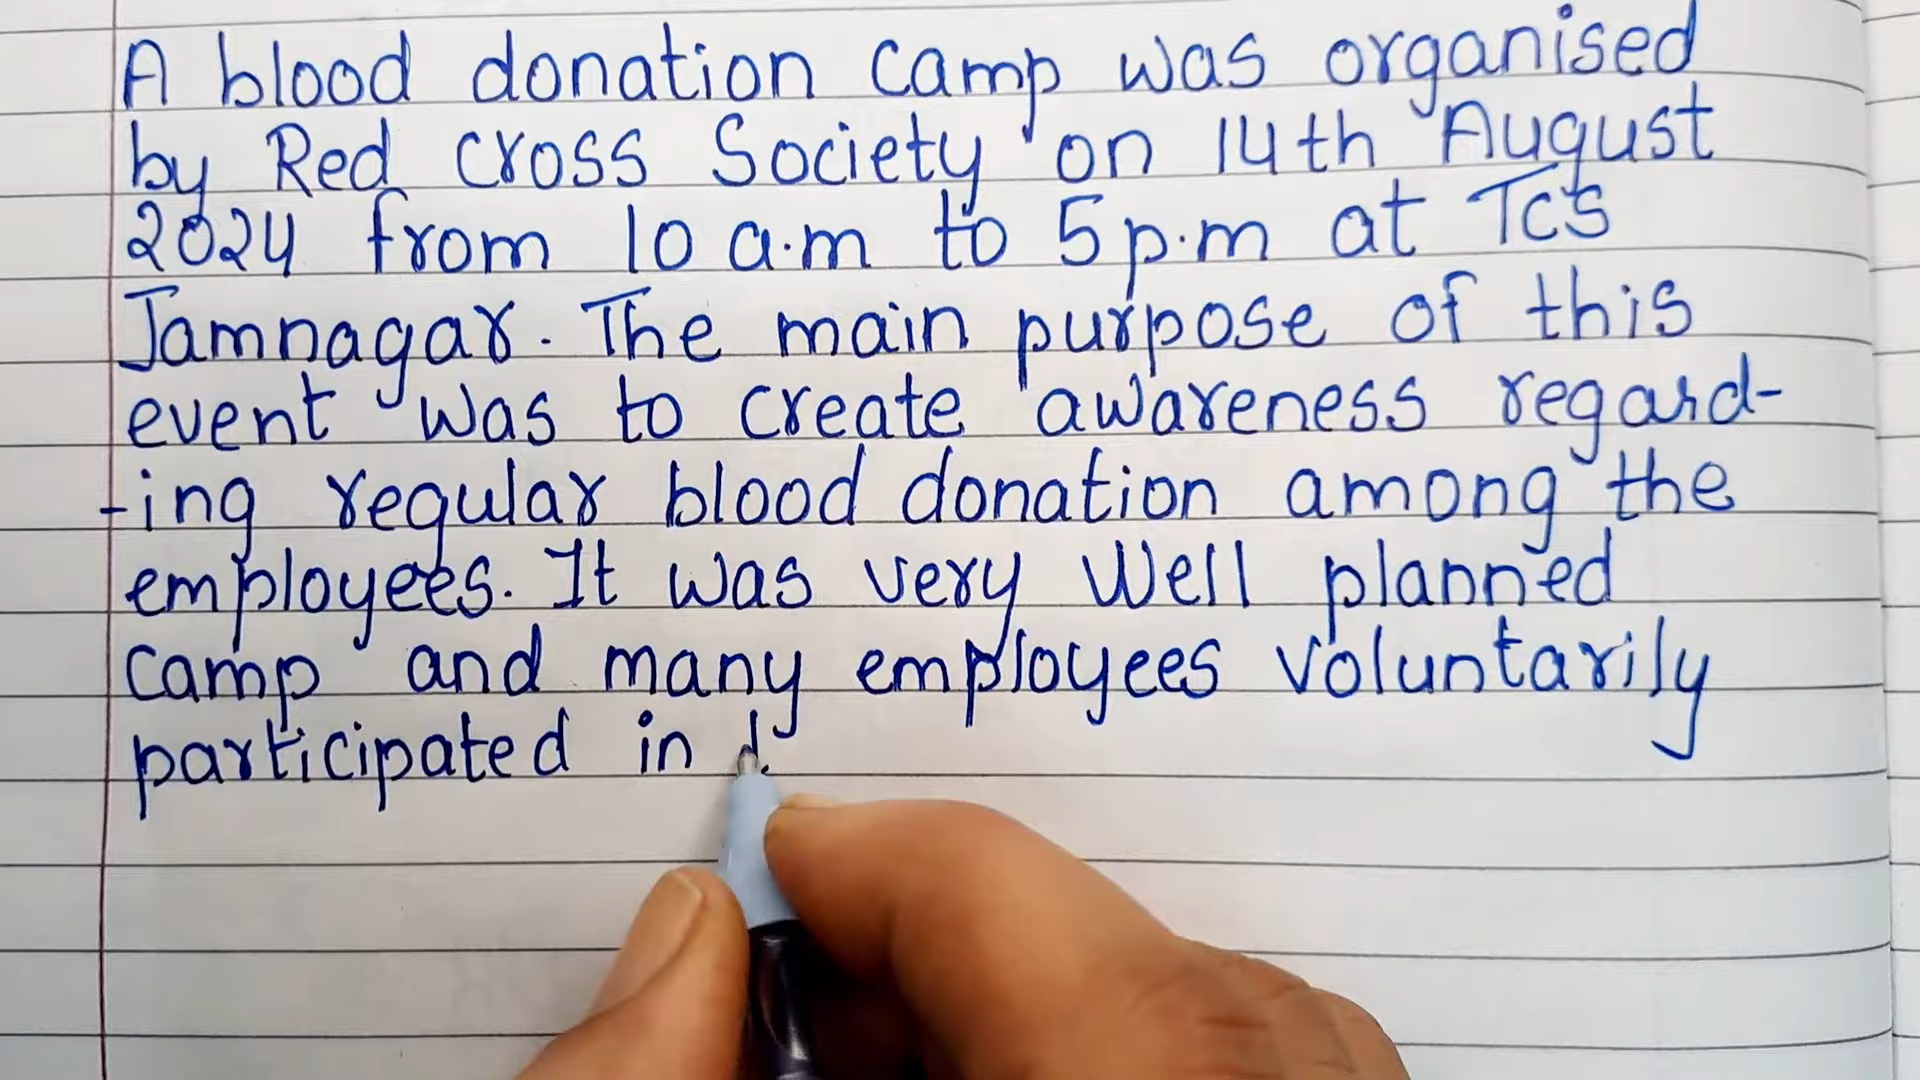 A blood donation camp was organised
by Red cross Society on 14th August
2024 from 10 a.m to 5 p.m at Tcs
Jamnagar. The main purpose of this
event was to create awareness regard-
-ing regular blood donation among the
employees. It was very well planned
camp and many employees voluntarily
participated in